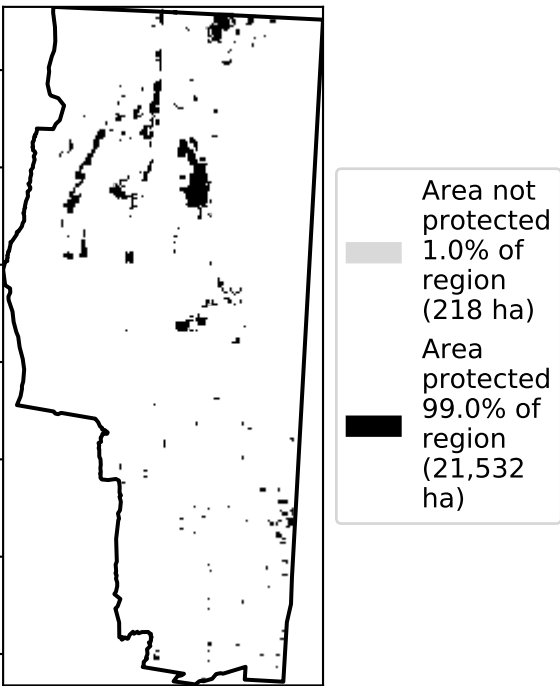 Area not
protected
1.0% of
region
(218 ha)
Area
protected
99.0% of
region
(21,532
ha)